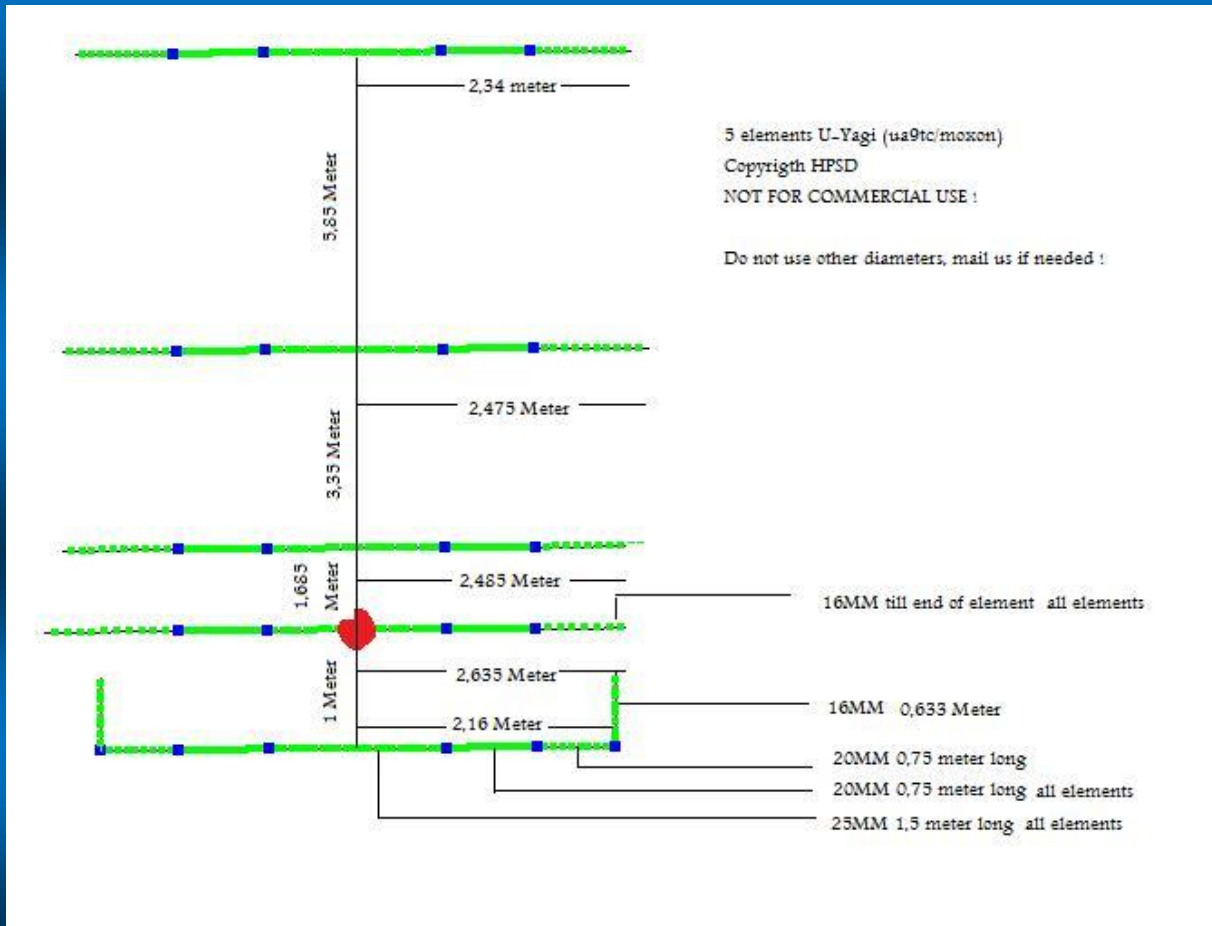 2,34 meter
5 elements U-Yagi (ua9tc/moxon)
Copyrigth HPSD
NOT FOR COMMERCIAL USE !
Do not use other diameters, mail us if needed !
5,85 Meter
2,475 Meter
3,35 Meter
1,685
Meter
2,485 Meter
16MM till end of element all elements
2,635 Meter
1 Meter
16MM 0,633 Meter
2,16 Meter
20MM 0,75 meter long
20MM 0,75 meter long all elements
25MM 1,5 meter long all elements